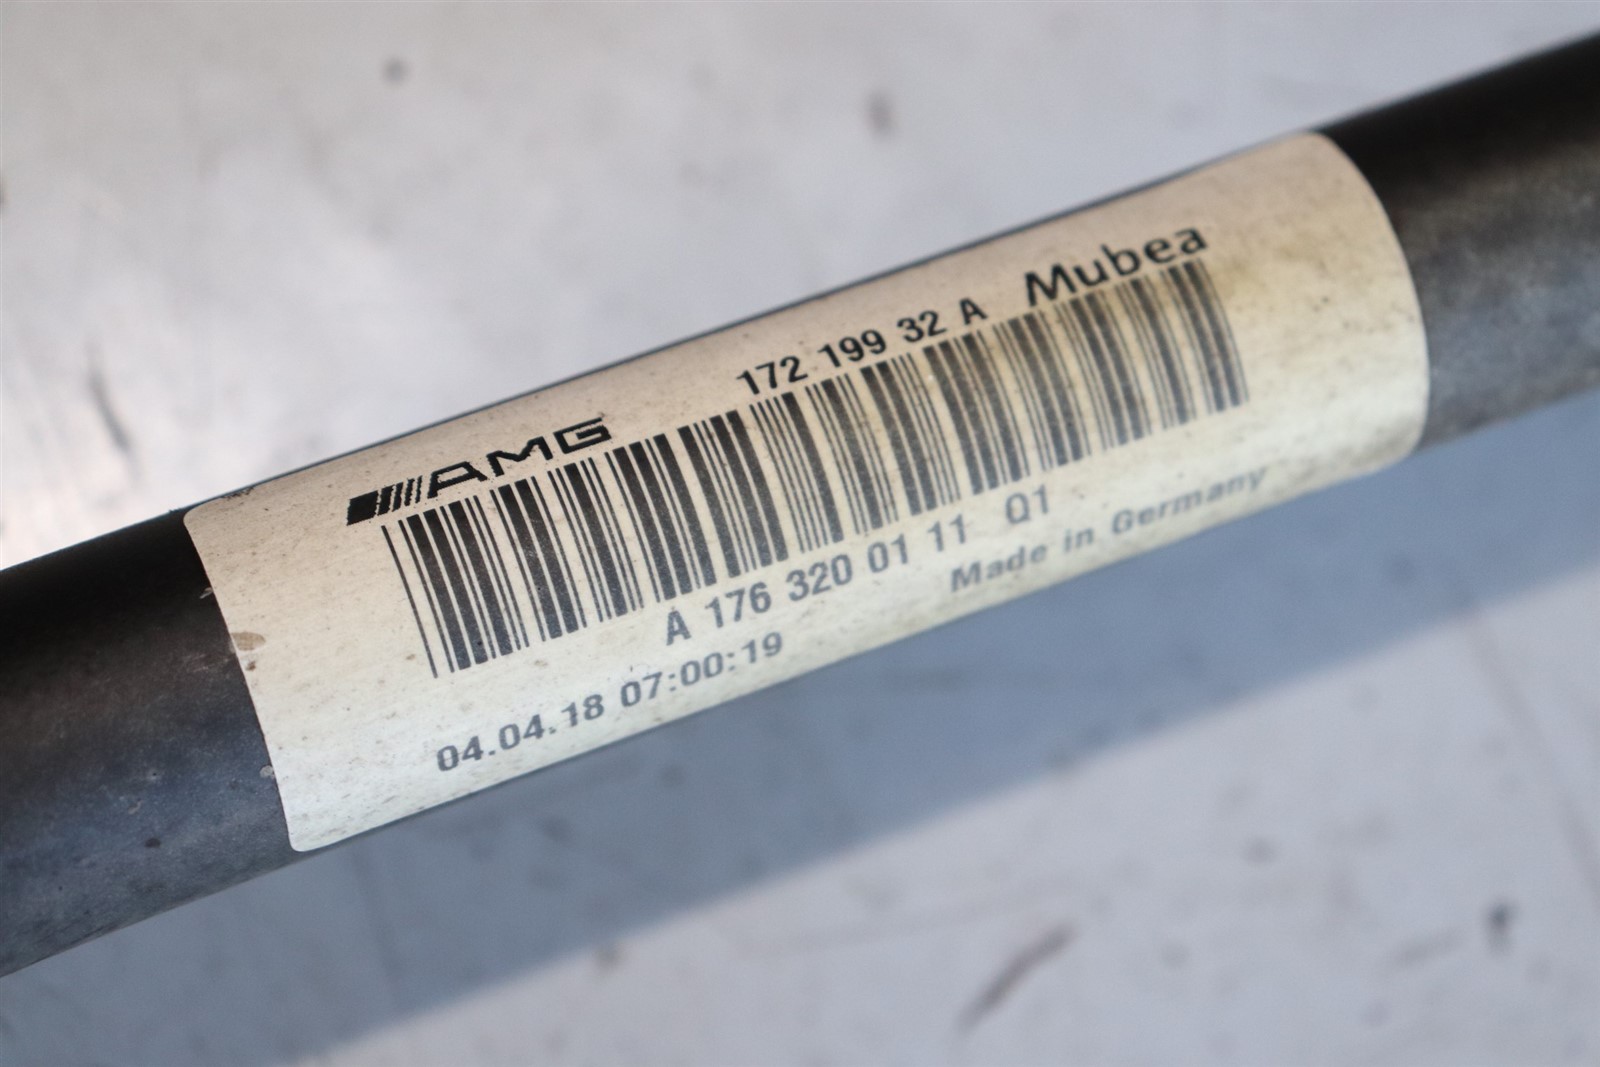 AMG 172 199 32 A Mubea
A 176 320 01 11 Q1
04.04.18 07:00:19 Made in Germany